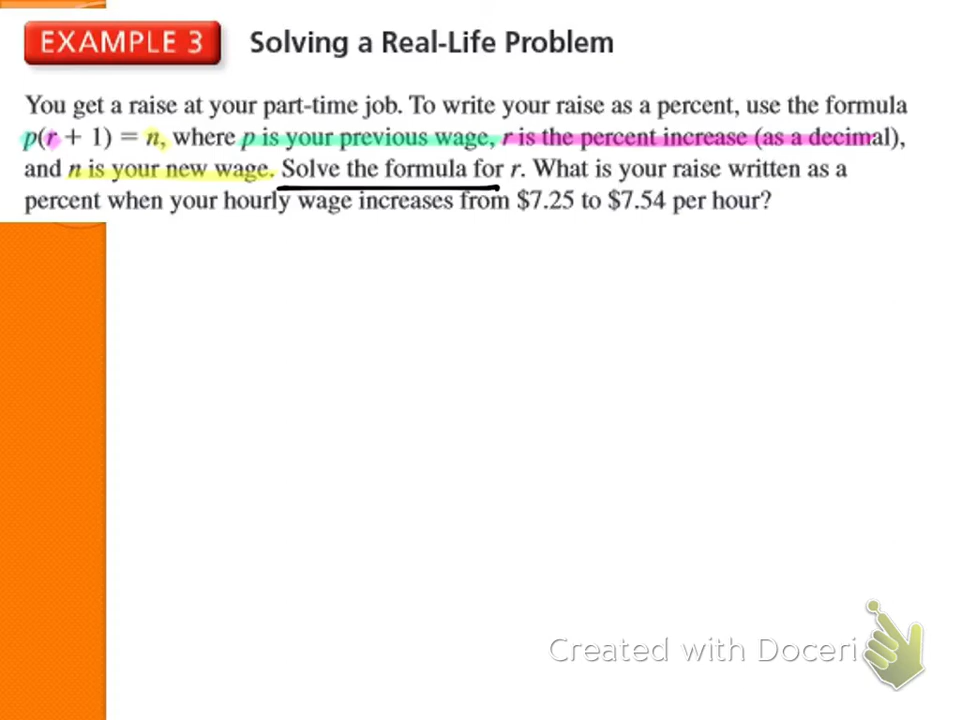 EXAMPLE 3 Solving a Real-Life Problem
You get a raise at your part-time job. To write your raise as a percent, use the formula
p(r + 1) = n, where p is your previous wage, r is the percent increase (as a decimal),
and n is your new wage. Solve the formula for r. What is your raise written as a
percent when your hourly wage increases from $7.25 to $7.54 per hour?
Created with Doceri